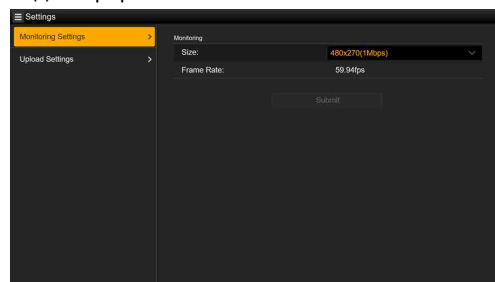 Settings
Monitoring Settings
Upload Settings
Monitoring
Size: 480x270(1Mbps)
Frame Rate: 59.94fps
Submit